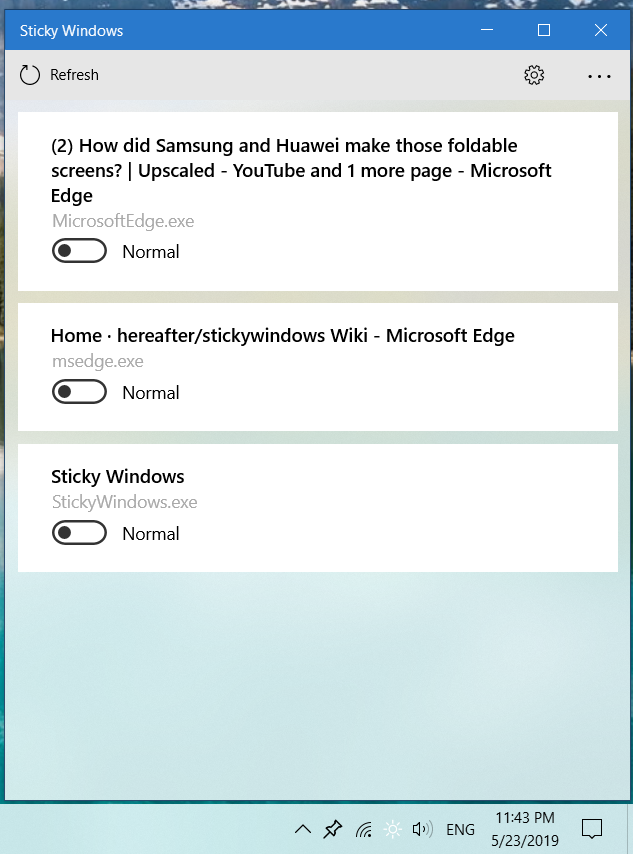 Sticky Windows
Refresh
(2) How did Samsung and Huawei make those foldable
screens? | Upscaled - YouTube and 1 more page - Microsoft
Edge
MicrosoftEdge.exe
Normal
Home · hereafter/stickywindows Wiki - Microsoft Edge
msedge.exe
Normal
Sticky Windows
StickyWindows.exe
Normal
ENG
11:43 PM
5/23/2019